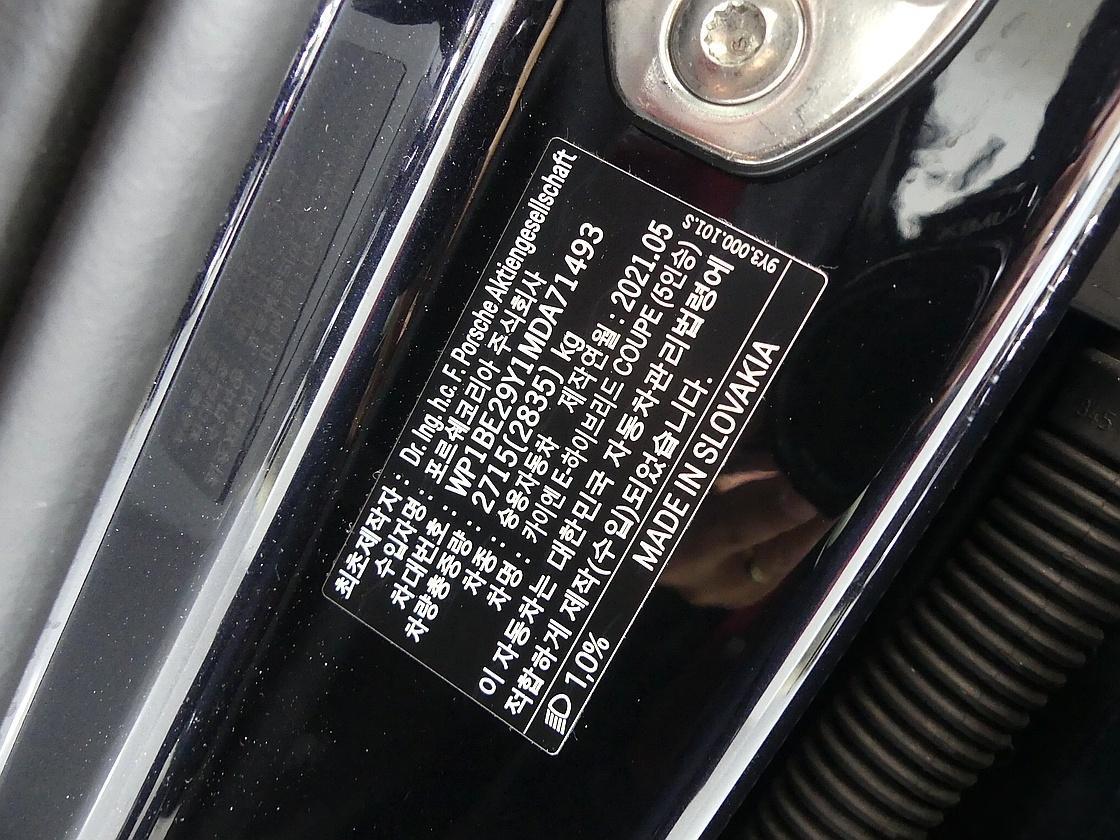 최초제작자 : Dr. Ing. h.c. F. Porsche Aktiengesellschaft
수입자명 : 포르쉐코리아 주식회사
차대번호 : WP1BE29Y1MDA71493
차량총중량 : 2715(2835) kg
차종 : 승용자동차 제작연월 : 2021.05
차명 : 카이엔 E-하이브리드 COUPE (5인승)
이 자동차는 대한민국 자동차관리법령에
적합하게 제작(수입)되었습니다.
1,0% MADE IN SLOVAKIA
9Y3.000.101.S